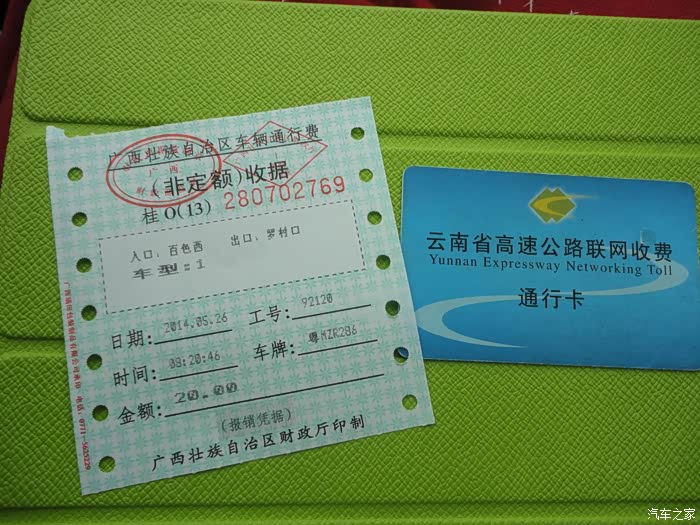 广西壮族自治区车辆通行费
(非定额)收据
桂 O(13) 280702769
入口：百色西 出口：罗村口
车型=1
日期：2014.05.26 工号：92120
时间：08:20:46 车牌：粤MZR286
金额：20.00
(报销凭据)
广西壮族自治区财政厅印制
云南省高速公路联网收费
Yunnan Expressway Networking Toll
通行卡
汽车之家